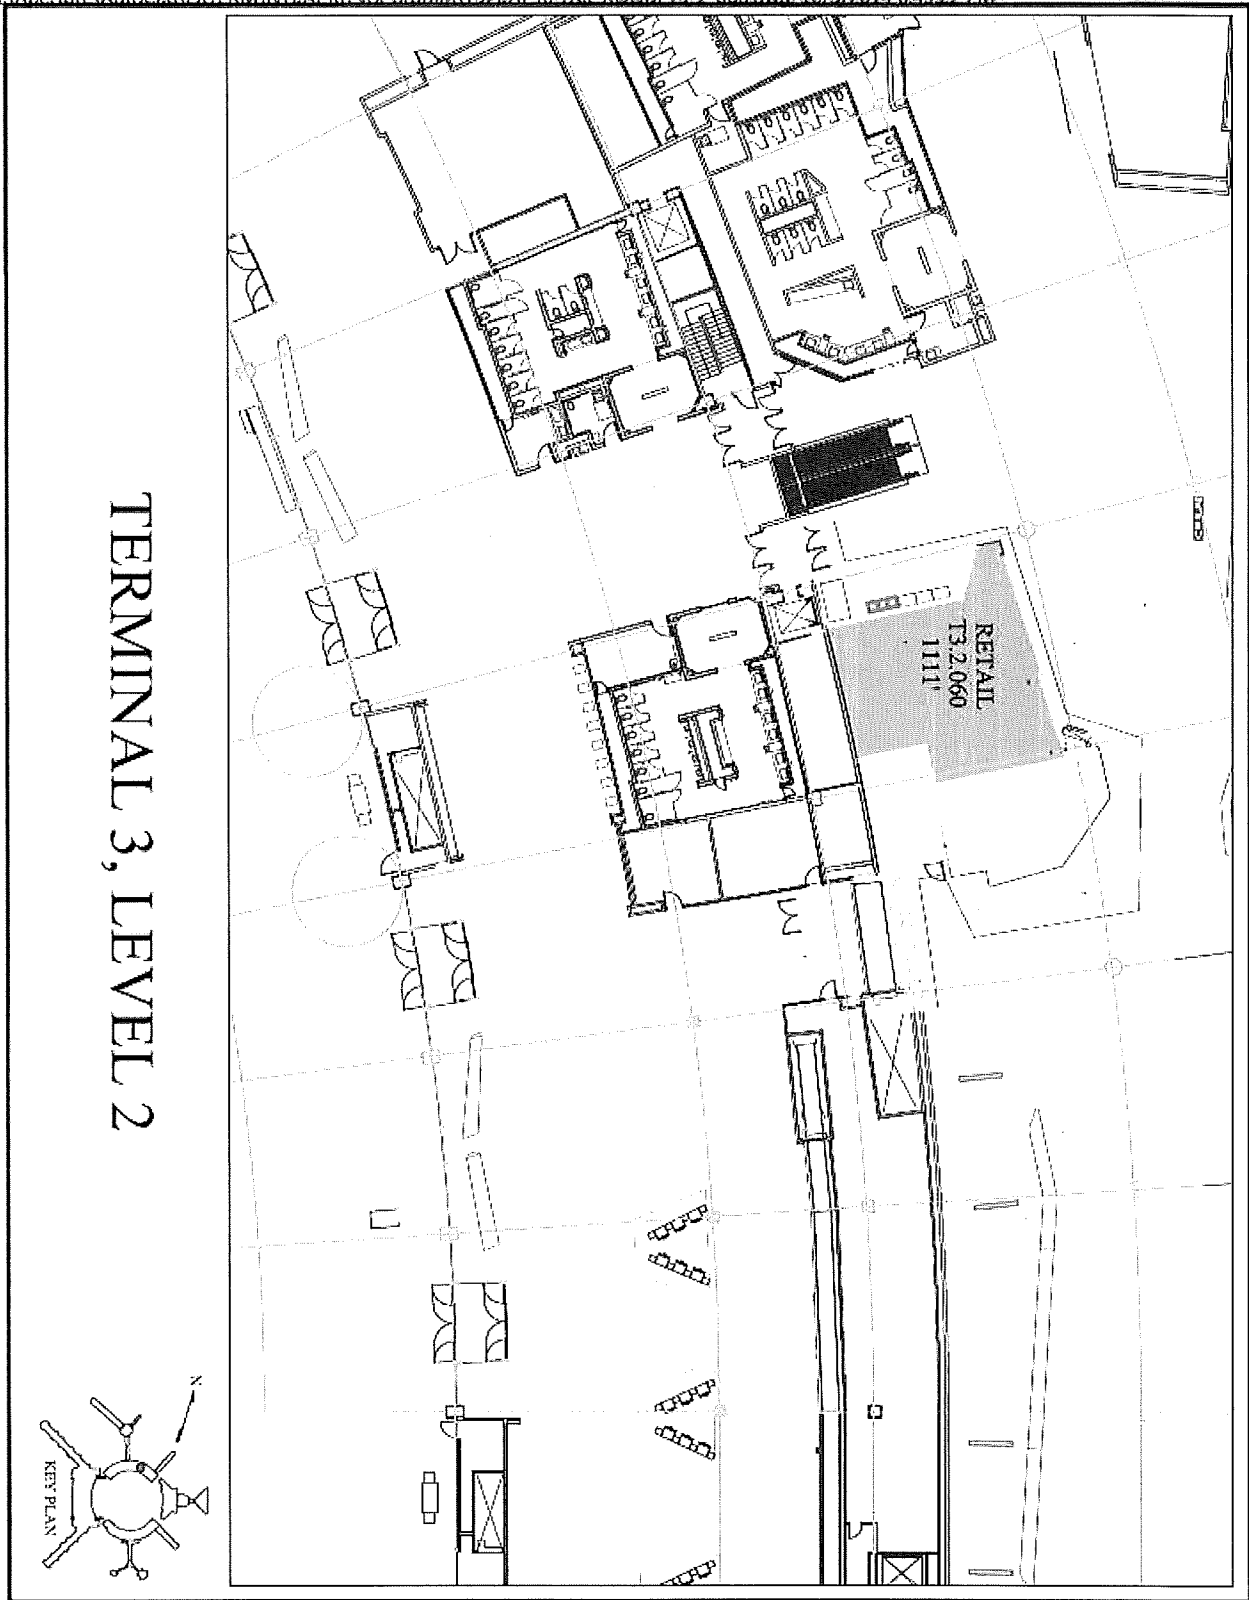 RETAIL
T3.2.060
1111'
TERMINAL 3, LEVEL 2
N
KEY PLAN